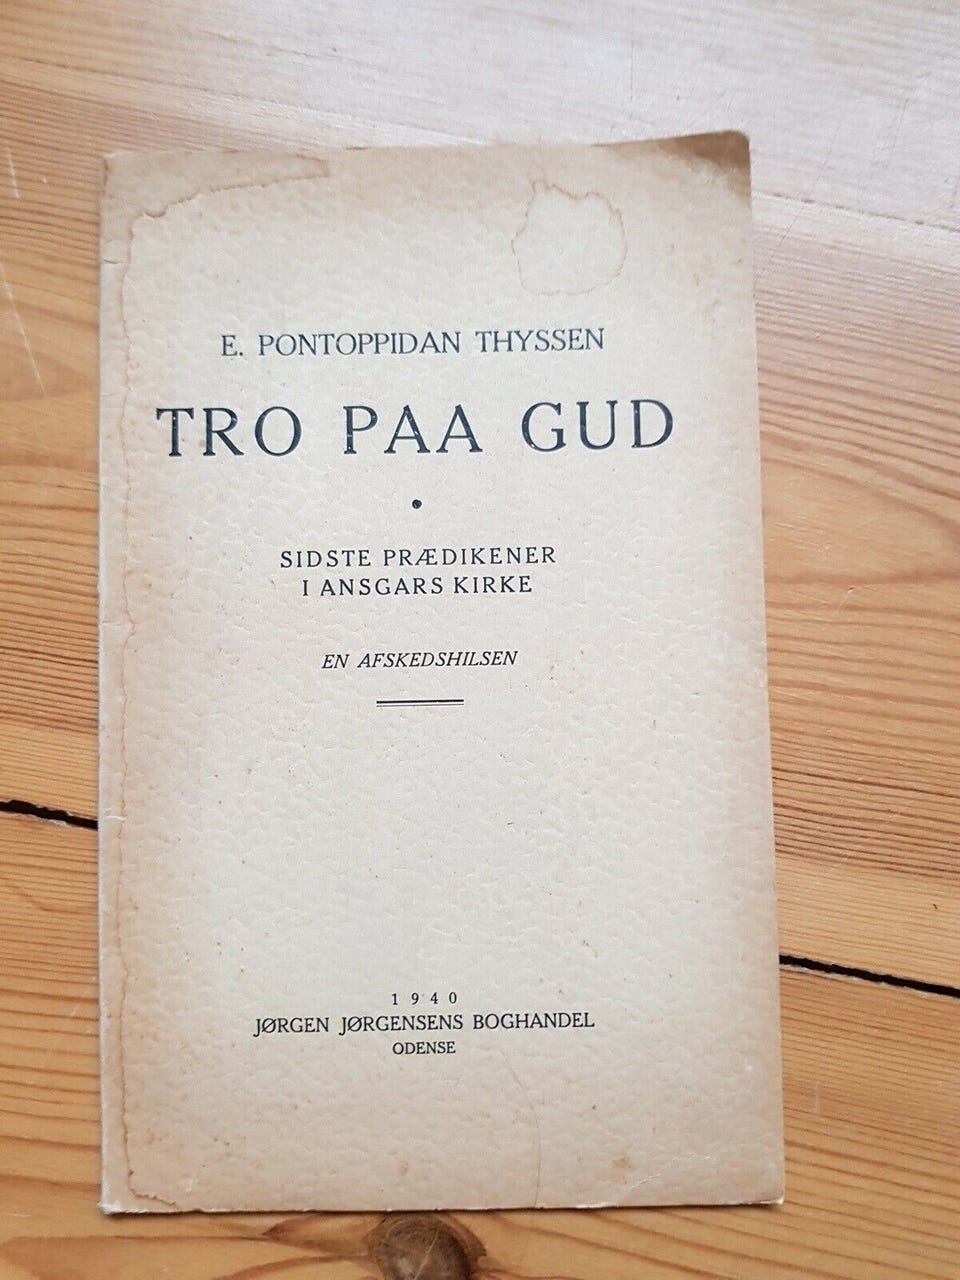 E. PONTOPPIDAN THYSSEN
TRO PAA GUD
SIDSTE PRÆDIKENER
I ANSGARS KIRKE
EN AFSKEDSHILSEN
1940
JØRGEN JØRGENSENS BOGHANDEL
ODENSE